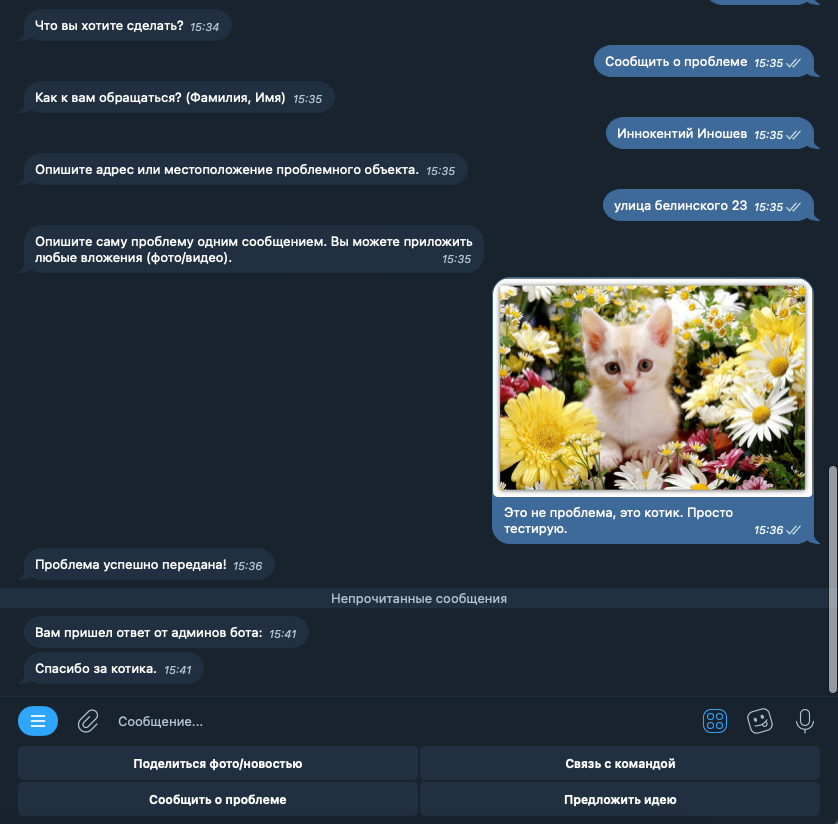 Что вы хотите сделать? 15:34
Сообщить о проблеме 15:35
Как к вам обращаться? (Фамилия, Имя) 15:35
Иннокентий Иношев 15:35
Опишите адрес или местоположение проблемного объекта. 15:35
улица белинского 23 15:35
Опишите саму проблему одним сообщением. Вы можете приложить
любые вложения (фото/видео). 15:35
Это не проблема, это котик. Просто
тестирую. 15:36
Проблема успешно передана! 15:36
Непрочитанные сообщения
Вам пришел ответ от админов бота: 15:41
Спасибо за котика. 15:41
Сообщение...
Поделиться фото/новостью
Связь с командой
Сообщить о проблеме
Предложить идею